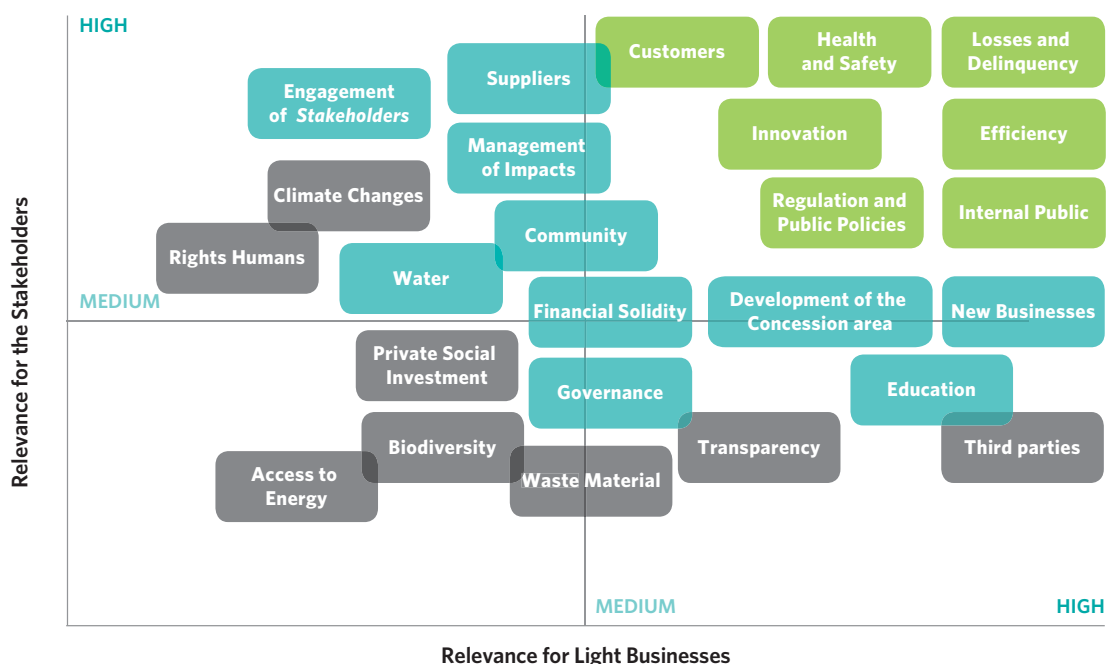 HIGH
Customers
Health
and Safety
Losses and
Delinquency
Suppliers
Engagement
of Stakeholders
Innovation
Efficiency
Management
of Impacts
Climate Changes
Regulation and
Public Policies
Internal Public
Community
Rights Humans
Water
MEDIUM
Financial Solidity
Development of the
Concession area
New Businesses
Private Social
Investment
Governance
Education
Biodiversity
Transparency
Third parties
Access to
Energy
Waste Material
MEDIUM
HIGH
Relevance for the Stakeholders
Relevance for Light Businesses